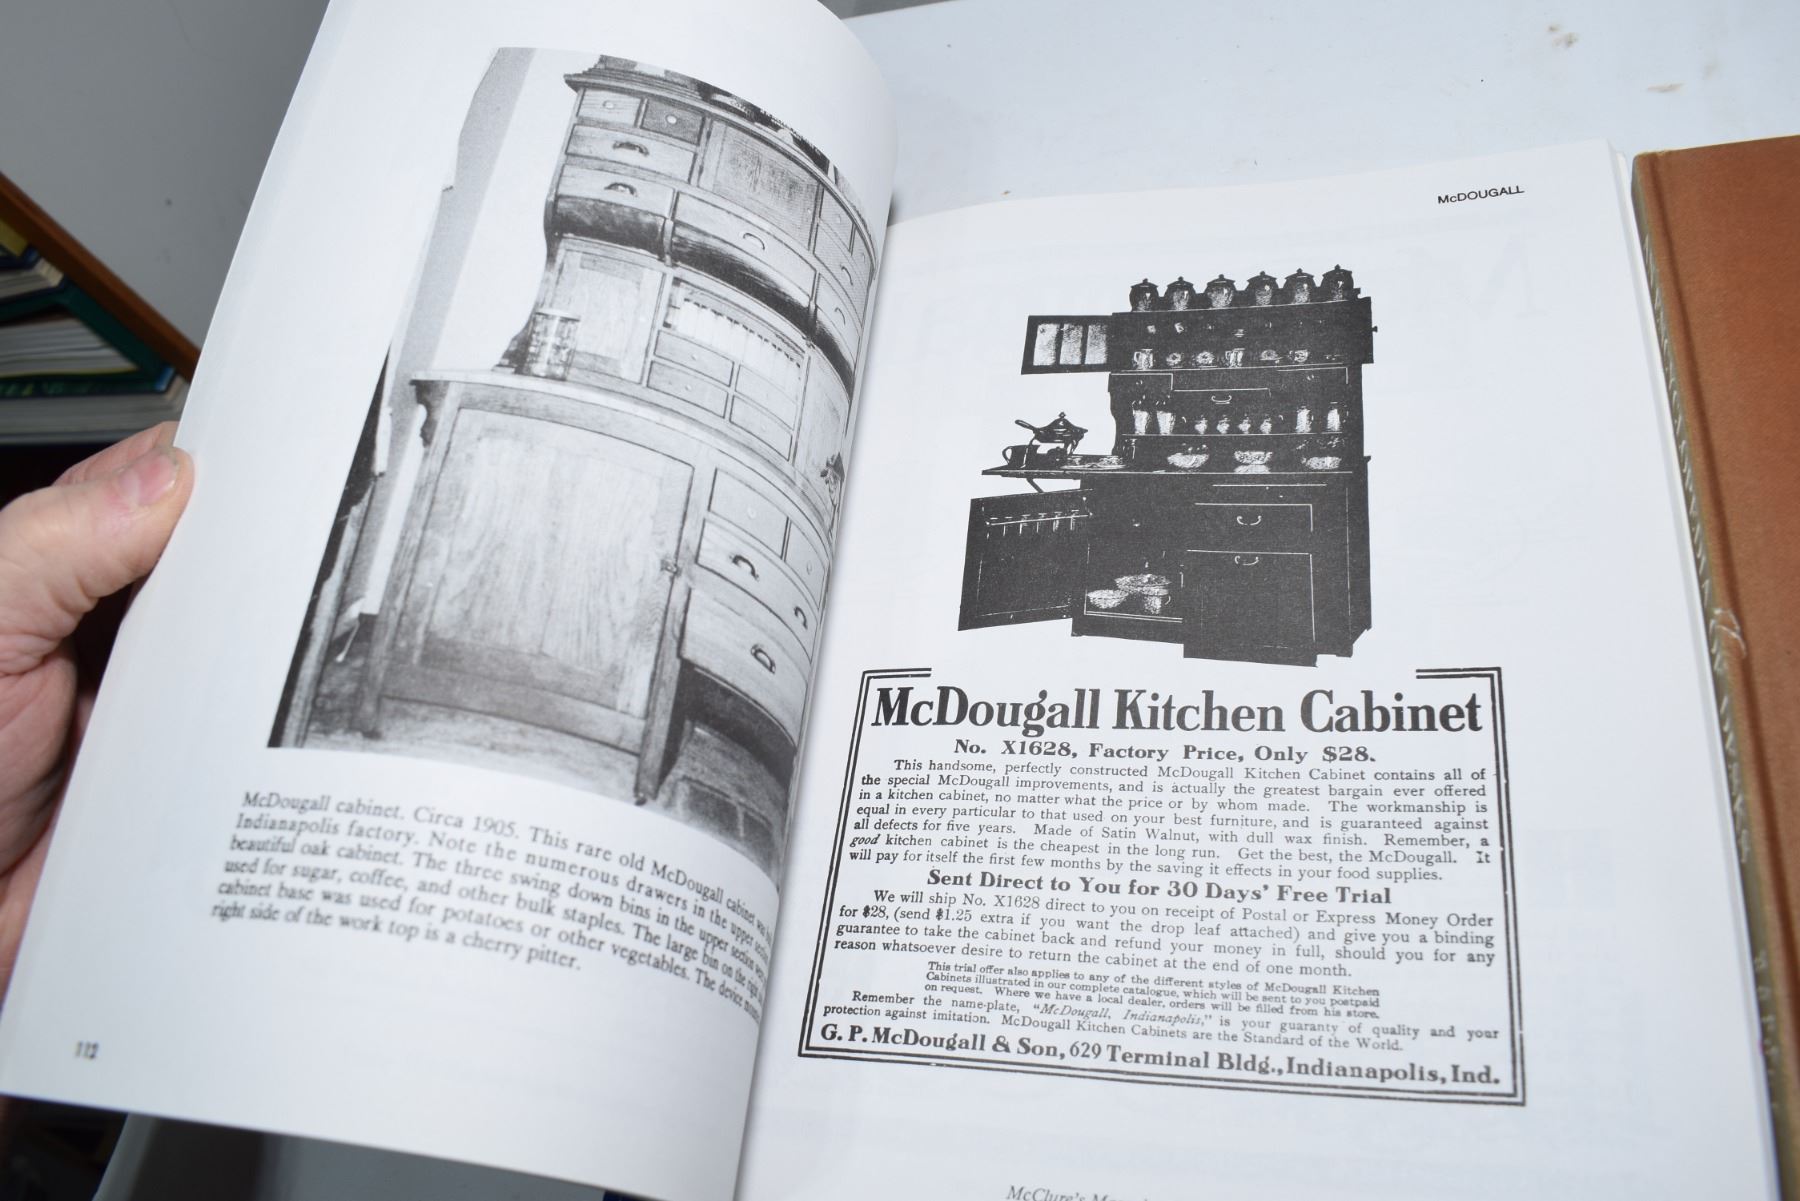 McDougall cabinet. Circa 1905. This rare old McDougall cabinet was
Indianapolis factory. Note the numerous drawers in the upper
beautiful oak cabinet. The three swing down bins in the upper section were
used for sugar, coffee, and other bulk staples. The large bin on the right
cabinet base was used for potatoes or other vegetables. The device
right side of the work top is a cherry pitter.
112
McDOUGALL
McDougall Kitchen Cabinet
No. X1628, Factory Price, Only $28.
This handsome, perfectly constructed McDougall Kitchen Cabinet contains all of
the special McDougall improvements, and is actually the greatest bargain ever offered
in a kitchen cabinet, no matter what the price or by whom made. The workmanship is
equal in every particular to that used on your best furniture, and is guaranteed against
all defects for five years. Made of Satin Walnut, with dull wax finish. Remember, a
good kitchen cabinet is the cheapest in the long run. Get the best, the McDougall. It
will pay for itself the first few months by the saving it effects in your food supplies.
Sent Direct to You for 30 Days' Free Trial
We will ship No. X1628 direct to you on receipt of Postal or Express Money Order
for $28, (send $1.25 extra if you want the drop leaf attached) and give you a binding
guarantee to take the cabinet back and refund your money in full, should you for any
reason whatsoever desire to return the cabinet at the end of one month.
This trial offer also applies to any of the different styles of McDougall Kitchen
Cabinets illustrated in our complete catalogue, which will be sent to you postpaid
on request. Where we have a local dealer, orders will be filled from his store.
Remember the name-plate, "McDougall, Indianapolis," is your guaranty of quality and your
protection against imitation. McDougall Kitchen Cabinets are the Standard of the World.
G. P. McDougall & Son, 629 Terminal Bldg., Indianapolis, Ind.
McClure's